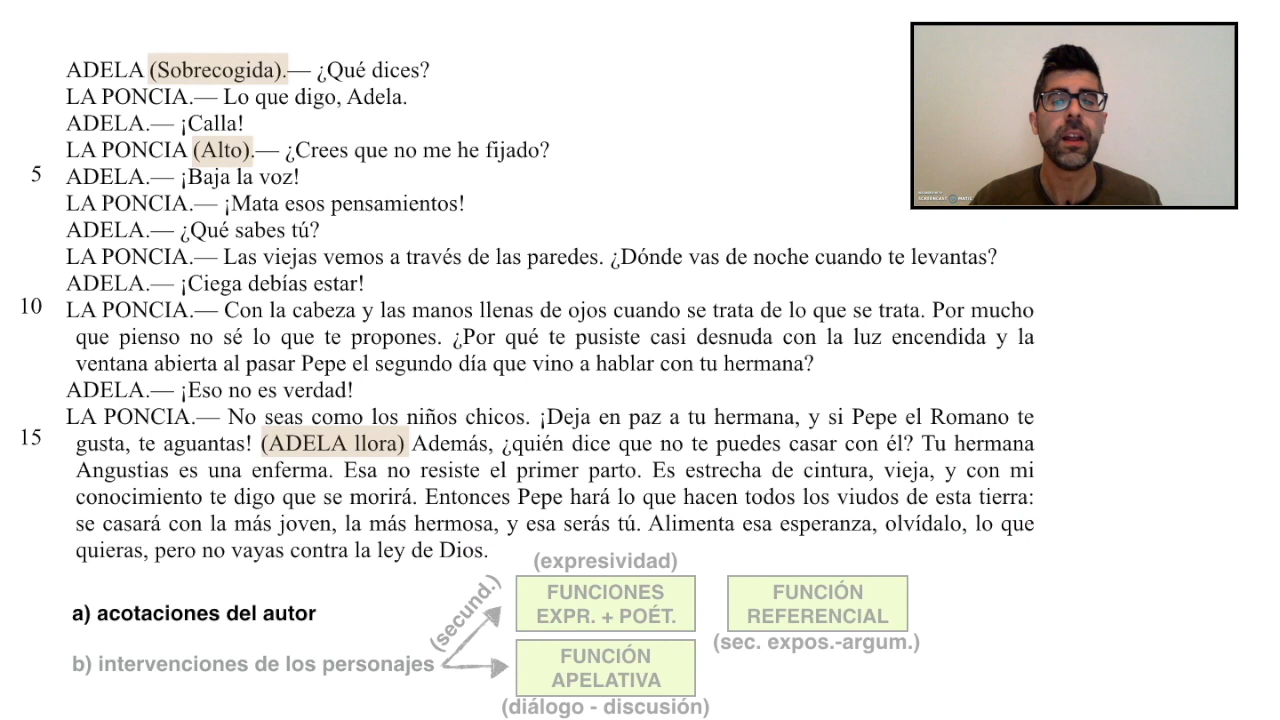 ADELA (Sobrecogida).— ¿Qué dices?
LA PONCIA.— Lo que digo, Adela.
ADELA.— ¡Calla!
LA PONCIA (Alto).— ¿Crees que no me he fijado?
5 ADELA.— ¡Baja la voz!
LA PONCIA.— ¡Mata esos pensamientos!
ADELA.— ¿Qué sabes tú?
LA PONCIA.— Las viejas vemos a través de las paredes. ¿Dónde vas de noche cuando te levantas?
ADELA.— ¡Ciega debías estar!
10 LA PONCIA.— Con la cabeza y las manos llenas de ojos cuando se trata de lo que se trata. Por mucho
que pienso no sé lo que te propones. ¿Por qué te pusiste casi desnuda con la luz encendida y la
ventana abierta al pasar Pepe el segundo día que vino a hablar con tu hermana?
ADELA.— ¡Eso no es verdad!
LA PONCIA.— No seas como los niños chicos. ¡Deja en paz a tu hermana, y si Pepe el Romano te
15 gusta, te aguantas! (ADELA llora) Además, ¿quién dice que no te puedes casar con él? Tu hermana
Angustias es una enferma. Esa no resiste el primer parto. Es estrecha de cintura, vieja, y con mi
conocimiento te digo que se morirá. Entonces Pepe hará lo que hacen todos los viudos de esta tierra:
se casará con la más joven, la más hermosa, y esa serás tú. Alimenta esa esperanza, olvídalo, lo que
quieras, pero no vayas contra la ley de Dios.
a) acotaciones del autor
b) intervenciones de los personajes
(secund.)
(expresividad)
FUNCIONES
EXPR. + POÉT.
FUNCIÓN
APELATIVA
(diálogo - discusión)
FUNCIÓN
REFERENCIAL
(sec. expos.-argum.)
SCREENCAST MATIC